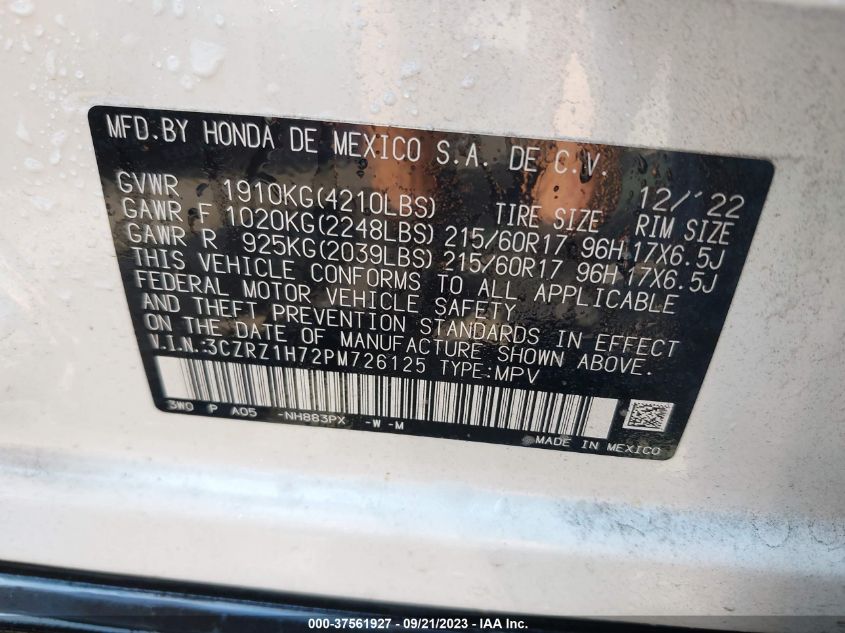 MFD.BY HONDA DE MEXICO S.A. DE C.V.
12/'22
GVWR 1910KG(4210LBS) TIRE SIZE RIM SIZE
GAWR F 1020KG(2248LBS) 215/60R17 96H 17X6.5J
GAWR R 925KG(2039LBS) 215/60R17 96H 17X6.5J
THIS VEHICLE CONFORMS TO ALL APPLICABLE
FEDERAL MOTOR VEHICLE SAFETY
AND THEFT PREVENTION STANDARDS IN EFFECT
ON THE DATE OF MANUFACTURE SHOWN ABOVE.
V.I.N.:3CZRZ1H72PM726125 TYPE:MPV
3W0 P A05 -NH883PX -W-M
MADE IN MEXICO
000-37561927 - 09/21/2023 - IAA Inc.